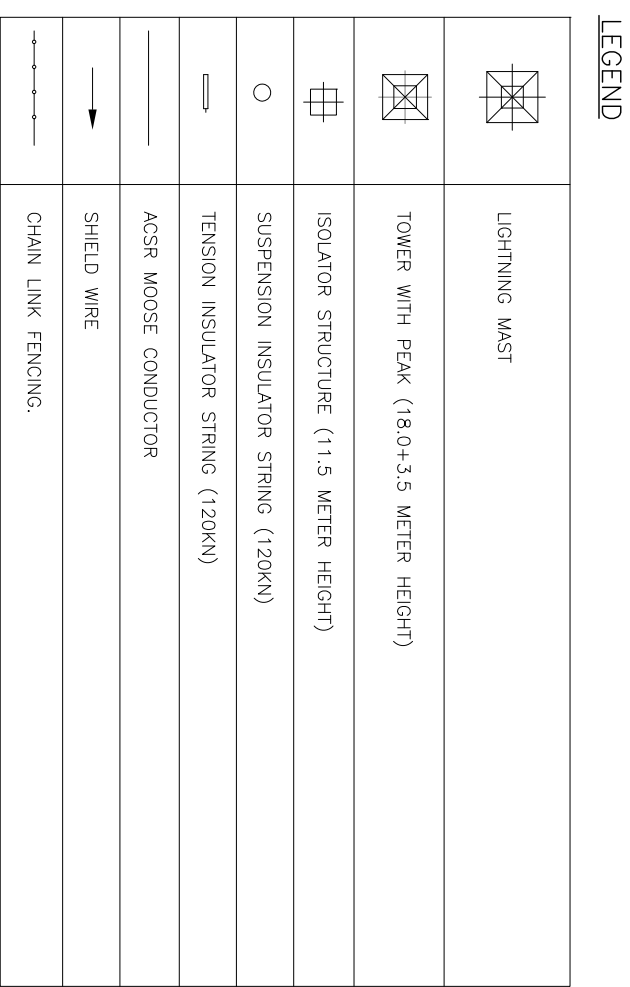 LEGEND
LIGHTNING MAST
TOWER WITH PEAK (18.0+3.5 METER HEIGHT)
ISOLATOR STRUCTURE (11.5 METER HEIGHT)
SUSPENSION INSULATOR STRING (120KN)
TENSION INSULATOR STRING (120KN)
ACSR MOOSE CONDUCTOR
SHIELD WIRE
CHAIN LINK FENCING.